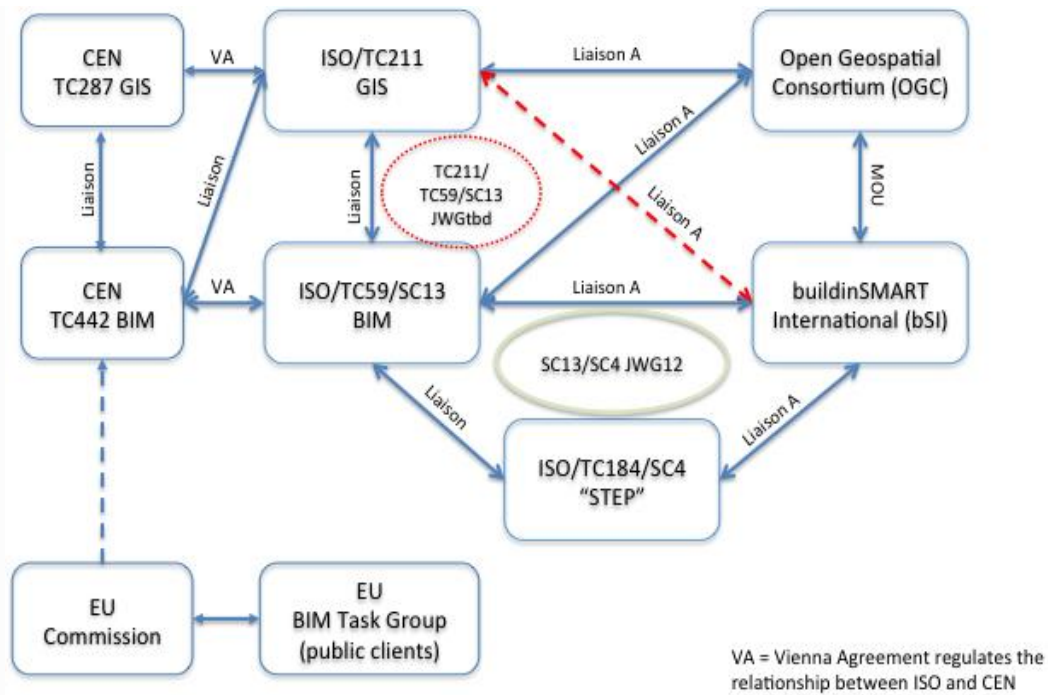 CEN
TC287 GIS
VA
ISO/TC211
GIS
Liaison A
Open Geospatial
Consortium (OGC)
Liaison
Liaison
Liaison
TC211/
TC59/SC13
JWGtbd
Liaison A
Liaison A
MOU
CEN
TC442 BIM
VA
ISO/TC59/SC13
BIM
Liaison A
buildinSMART
International (bSI)
SC13/SC4 JWG12
Liaison
Liaison A
ISO/TC184/SC4
“STEP”
EU
Commission
EU
BIM Task Group
(public clients)
VA = Vienna Agreement regulates the
relationship between ISO and CEN